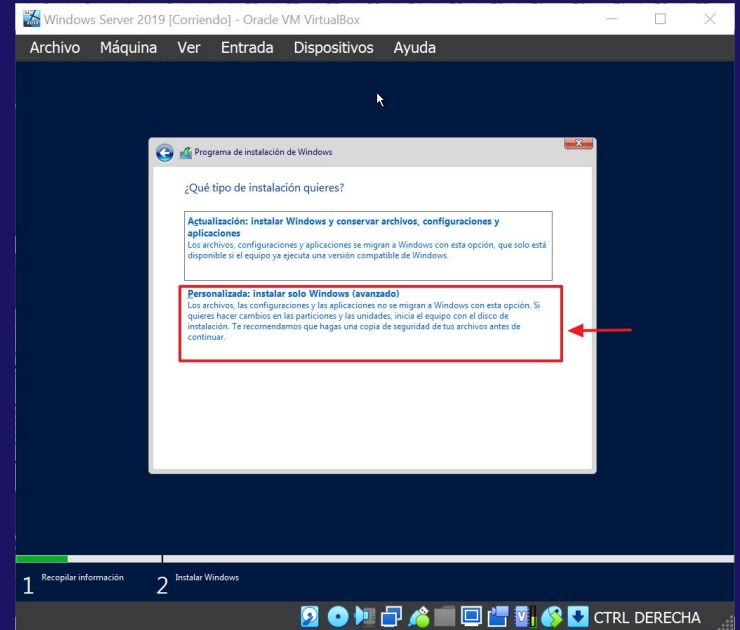 Windows Server 2019 [Corriendo] - Oracle VM VirtualBox
Archivo Máquina Ver Entrada Dispositivos Ayuda
Programa de instalación de Windows
¿Qué tipo de instalación quieres?
Actualización: instalar Windows y conservar archivos, configuraciones y
aplicaciones
Los archivos, configuraciones y aplicaciones se migran a Windows con esta opción, que solo está
disponible si el equipo ya ejecuta una versión compatible de Windows.
Personalizada: instalar solo Windows (avanzado)
Los archivos, las configuraciones y las aplicaciones no se migran a Windows con esta opción. Si
quieres hacer cambios en las particiones y las unidades, inicia el equipo con el disco de
instalación. Te recomendamos que hagas una copia de seguridad de tus archivos antes de
continuar.
1 Recopilar información 2 Instalar Windows
CTRL DERECHA